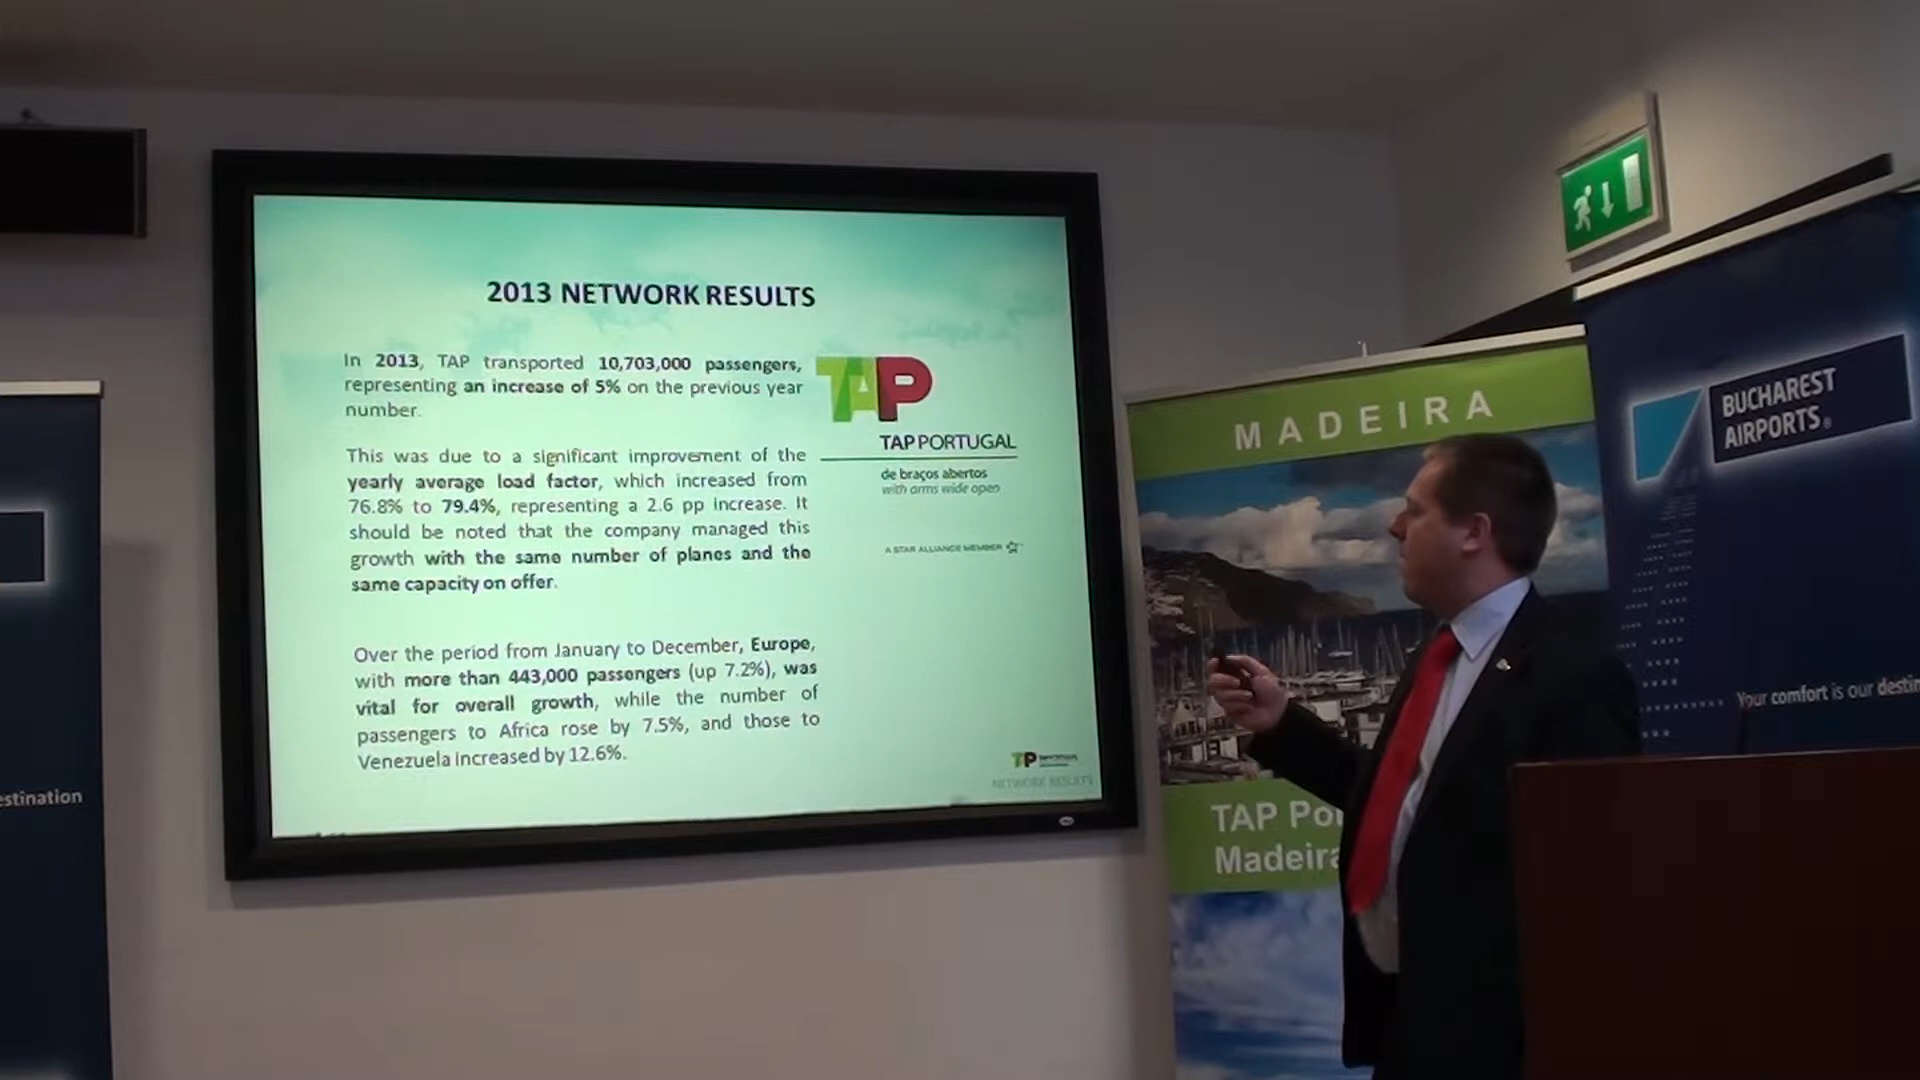 2013 NETWORK RESULTS
In 2013, TAP transported 10,703,000 passengers,
representing an increase of 5% on the previous year
number.
This was due to a significant improvement of the
yearly average load factor, which increased from
76.8% to 79.4%, representing a 2.6 pp increase. It
should be noted that the company managed this
growth with the same number of planes and the
same capacity on offer.
Over the period from January to December, Europe,
with more than 443,000 passengers (up 7.2%), was
vital for overall growth, while the number of
passengers to Africa rose by 7.5%, and those to
Venezuela increased by 12.6%.
TAP
TAP PORTUGAL
de braços abertos
with arms wide open
A STAR ALLIANCE MEMBER
TP
NETWORK RESULTS
MADEIRA
TAP Po
Madeira
BUCHAREST
AIRPORTS®
Your comfort is our destin
estination